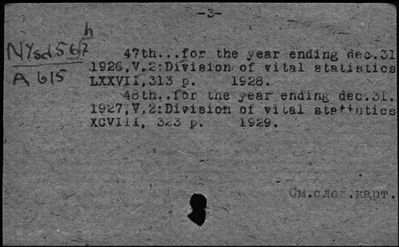 -3-
h
NYsd567
A 615
47th...for the year ending dec.31
1926,V.2:Division of vital statistics
LXXVII,313 p. 1928.
48th..for the year ending dec.31.
1927,V.2:Division of vital statistics
XCVIII, 323 p. 1929.
См.след.карт.